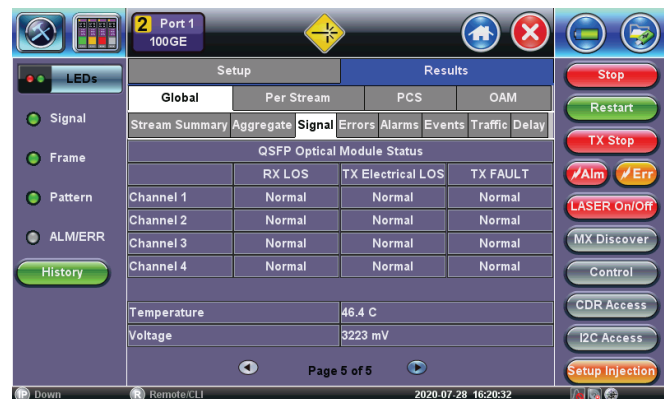 2 Port 1
100GE
LEDs
Signal
Frame
Pattern
ALM/ERR
History
Setup Results
Global Per Stream PCS OAM
Stream Summary Aggregate Signal Errors Alarms Events Traffic Delay
QSFP Optical Module Status
RX LOS TX Electrical LOS TX FAULT
Channel 1 Normal Normal Normal
Channel 2 Normal Normal Normal
Channel 3 Normal Normal Normal
Channel 4 Normal Normal Normal
Temperature 46.4 C
Voltage 3223 mV
Page 5 of 5
Stop
Restart
TX Stop
Alm Err
LASER On/Off
MX Discover
Control
CDR Access
I2C Access
Setup Injection
IP Down R Remote/CLI 2020-07-28 16:20:32